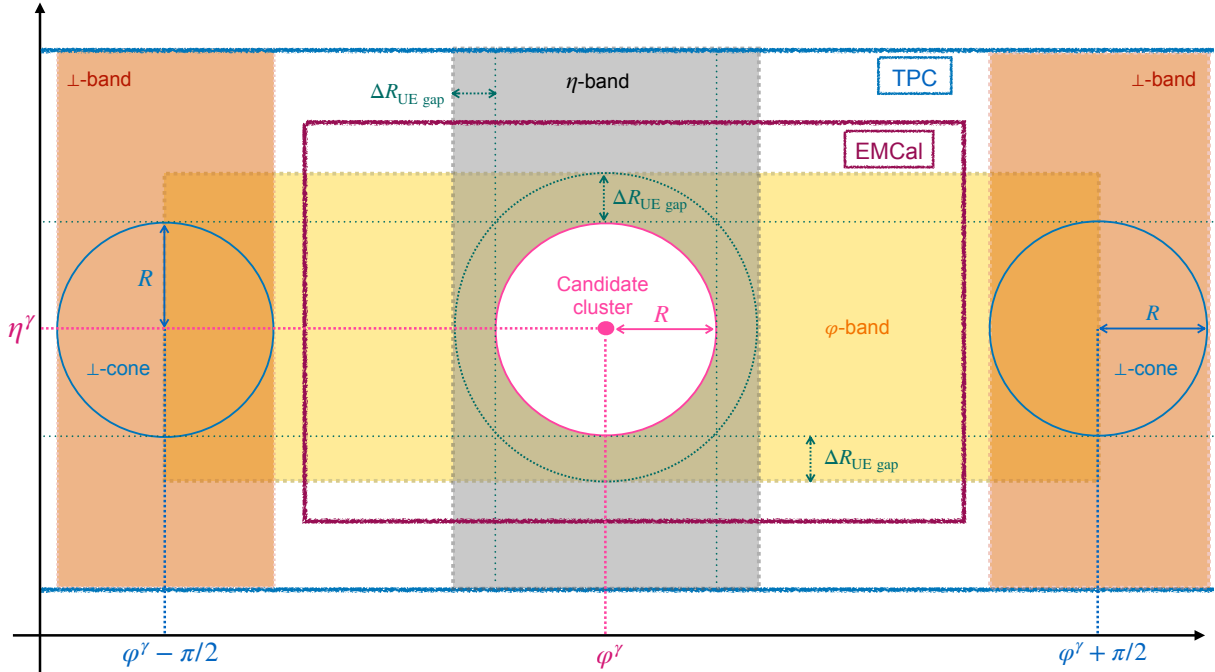 ⊥-band
η-band
TPC
⊥-band
ΔR_UE gap
EMCal
ΔR_UE gap
R
Candidate
cluster
R
R
η^γ
φ-band
⊥-cone
⊥-cone
ΔR_UE gap
φ^γ − π/2
φ^γ
φ^γ + π/2